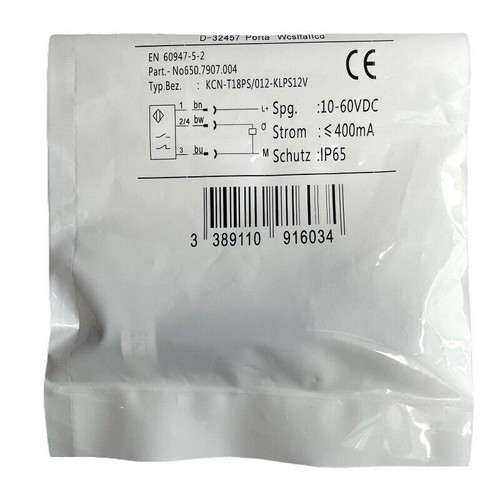 D-32457 Porta Westfalica
EN 60947-5-2
Part.- No650.7907.004
Typ.Bez. : KCN-T18PS/012-KLPS12V
CE
1 bn L+
2/4 bw
3 bu M
Spg. :10-60VDC
Strom :≤400mA
Schutz :IP65
3 389110 916034